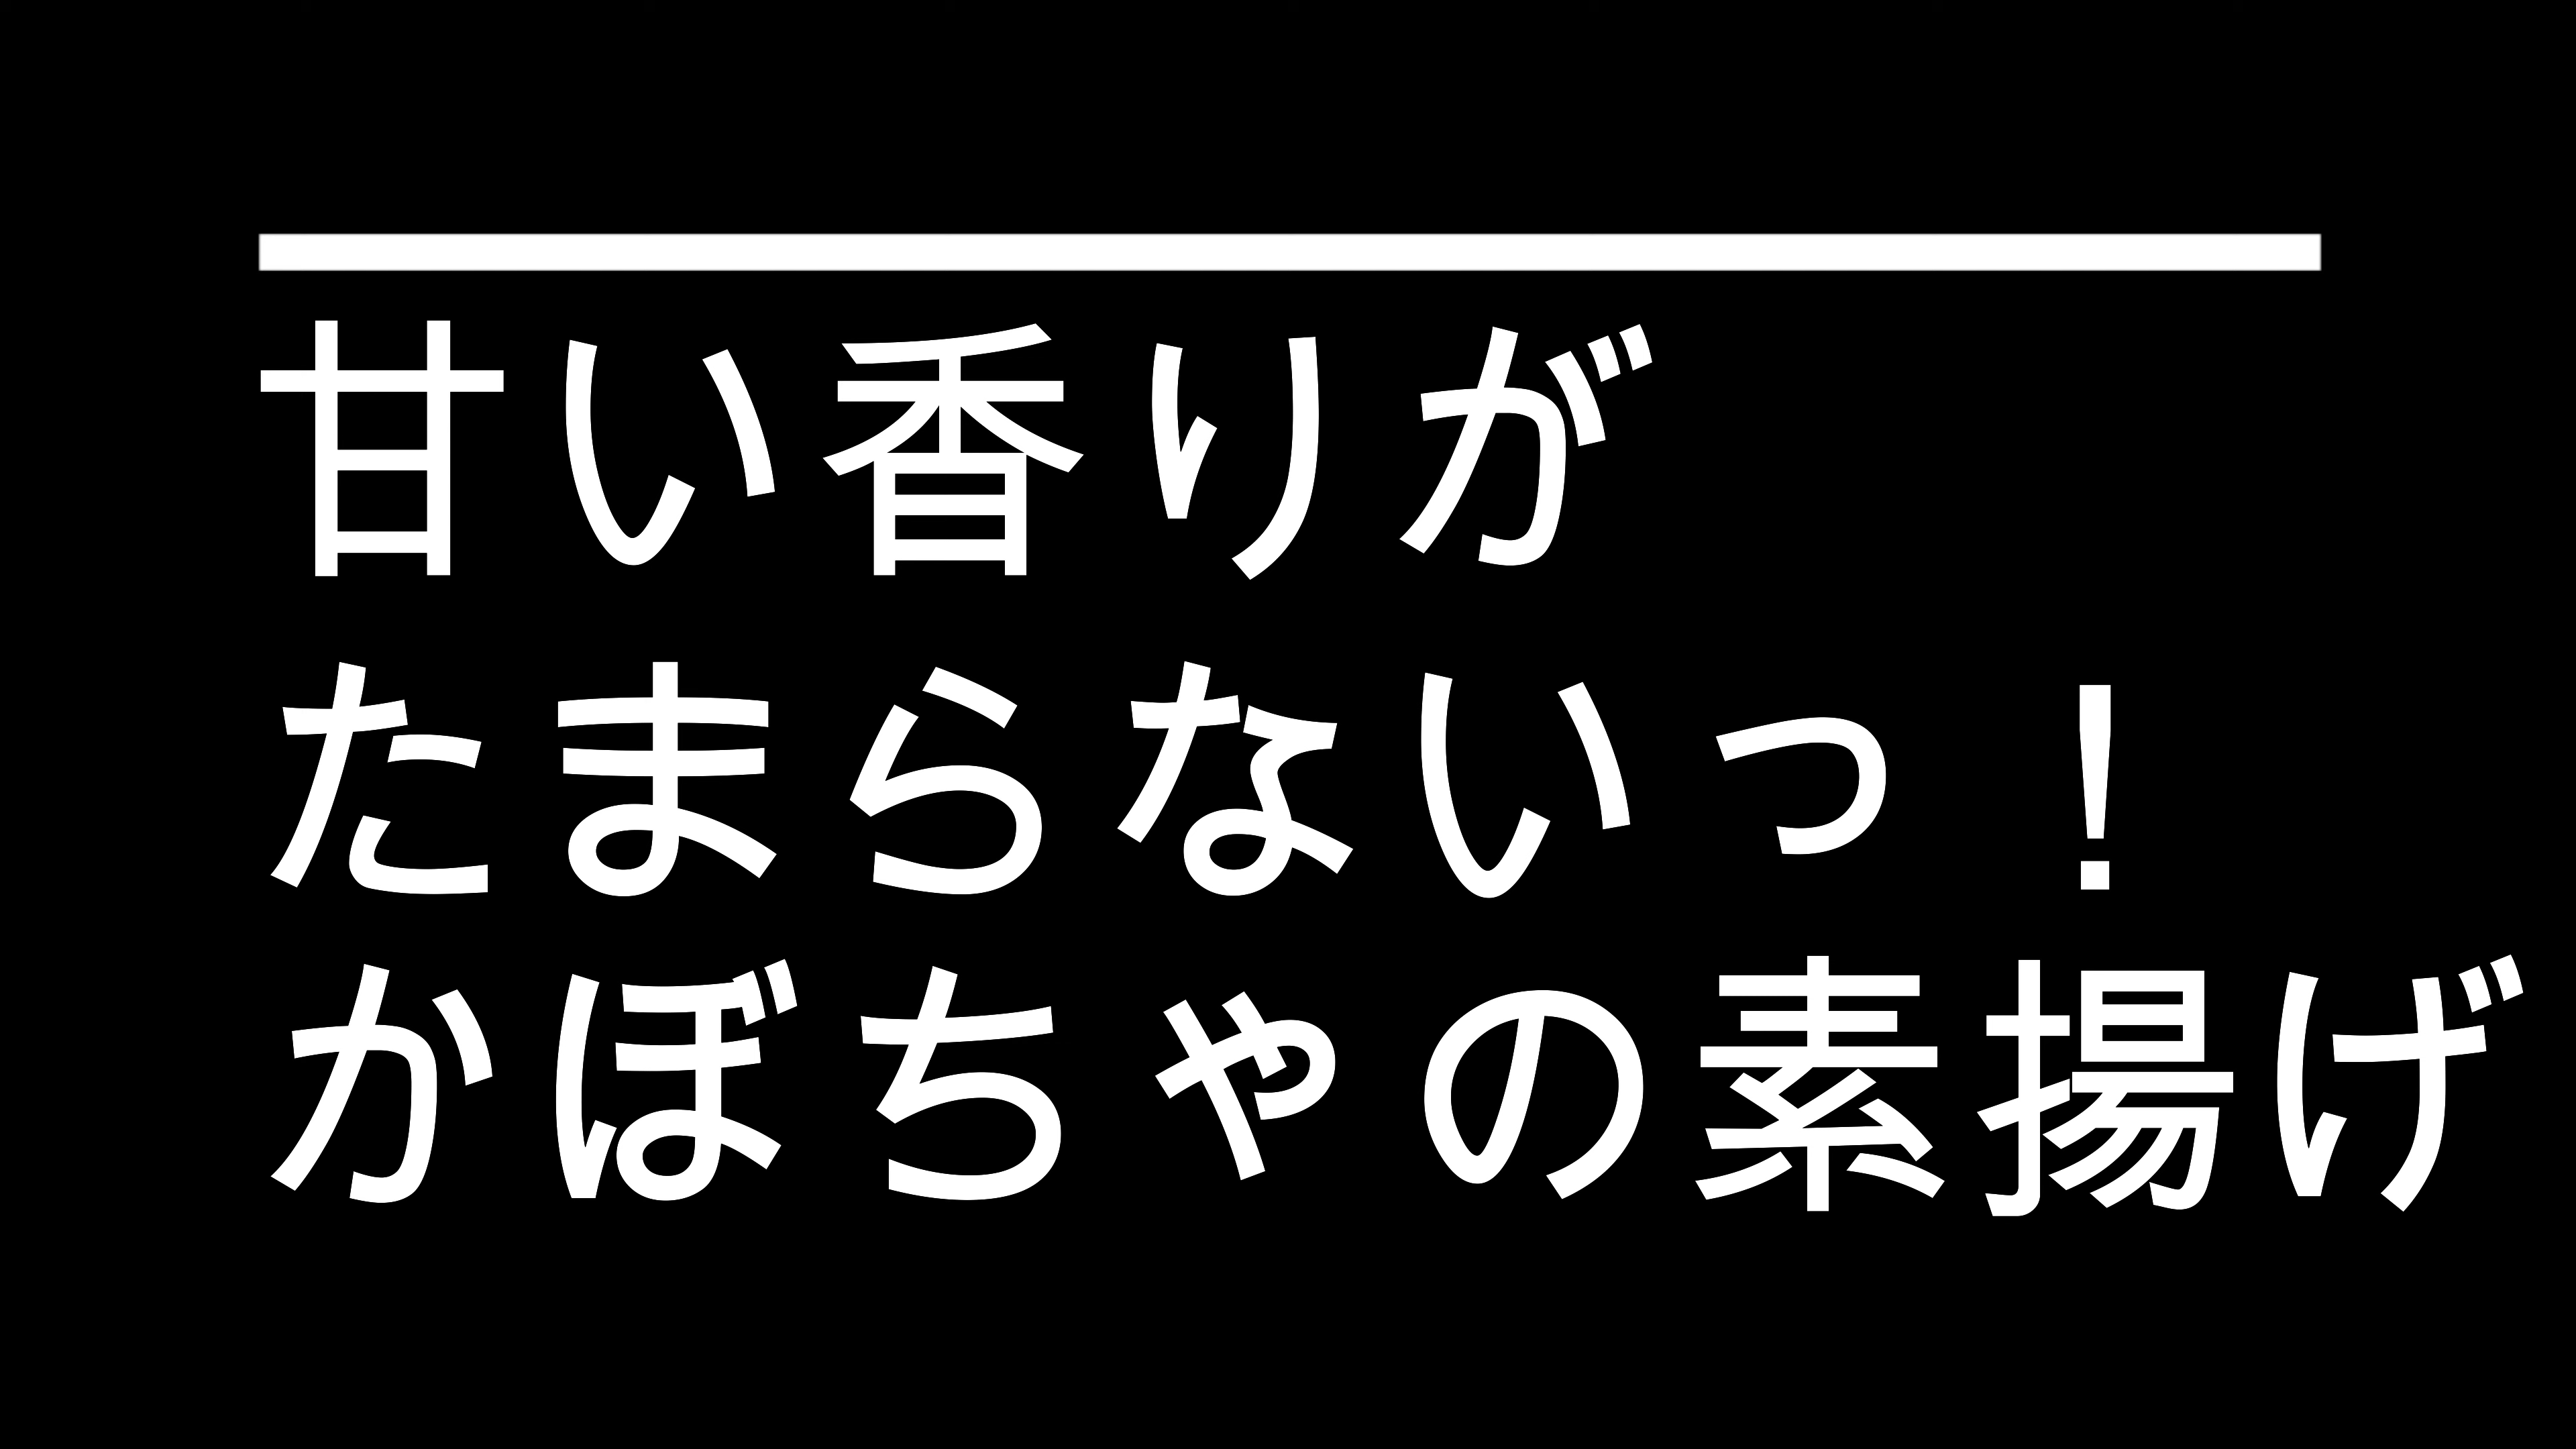 甘い香りが
たまらないっ！
かぼちゃの素揚げ